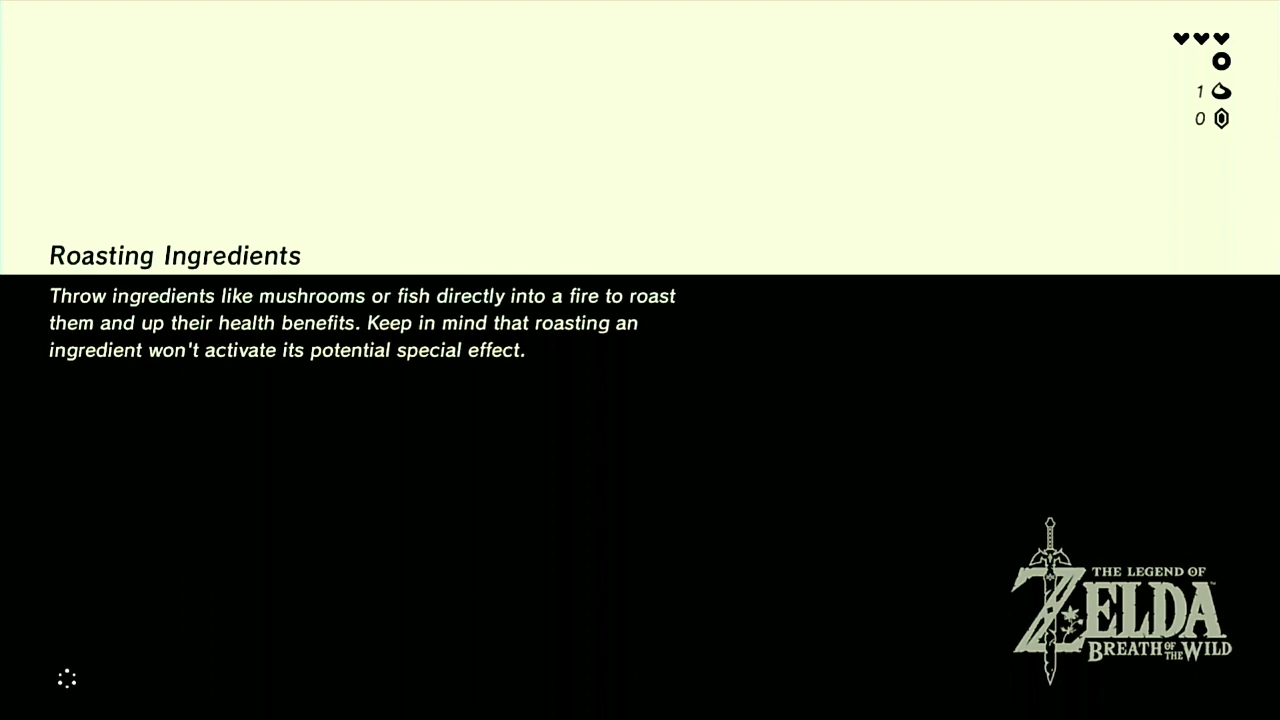 1
0
Roasting Ingredients
Throw ingredients like mushrooms or fish directly into a fire to roast
them and up their health benefits. Keep in mind that roasting an
ingredient won't activate its potential special effect.
THE LEGEND OF
ZELDA
BREATH OF THE WILD